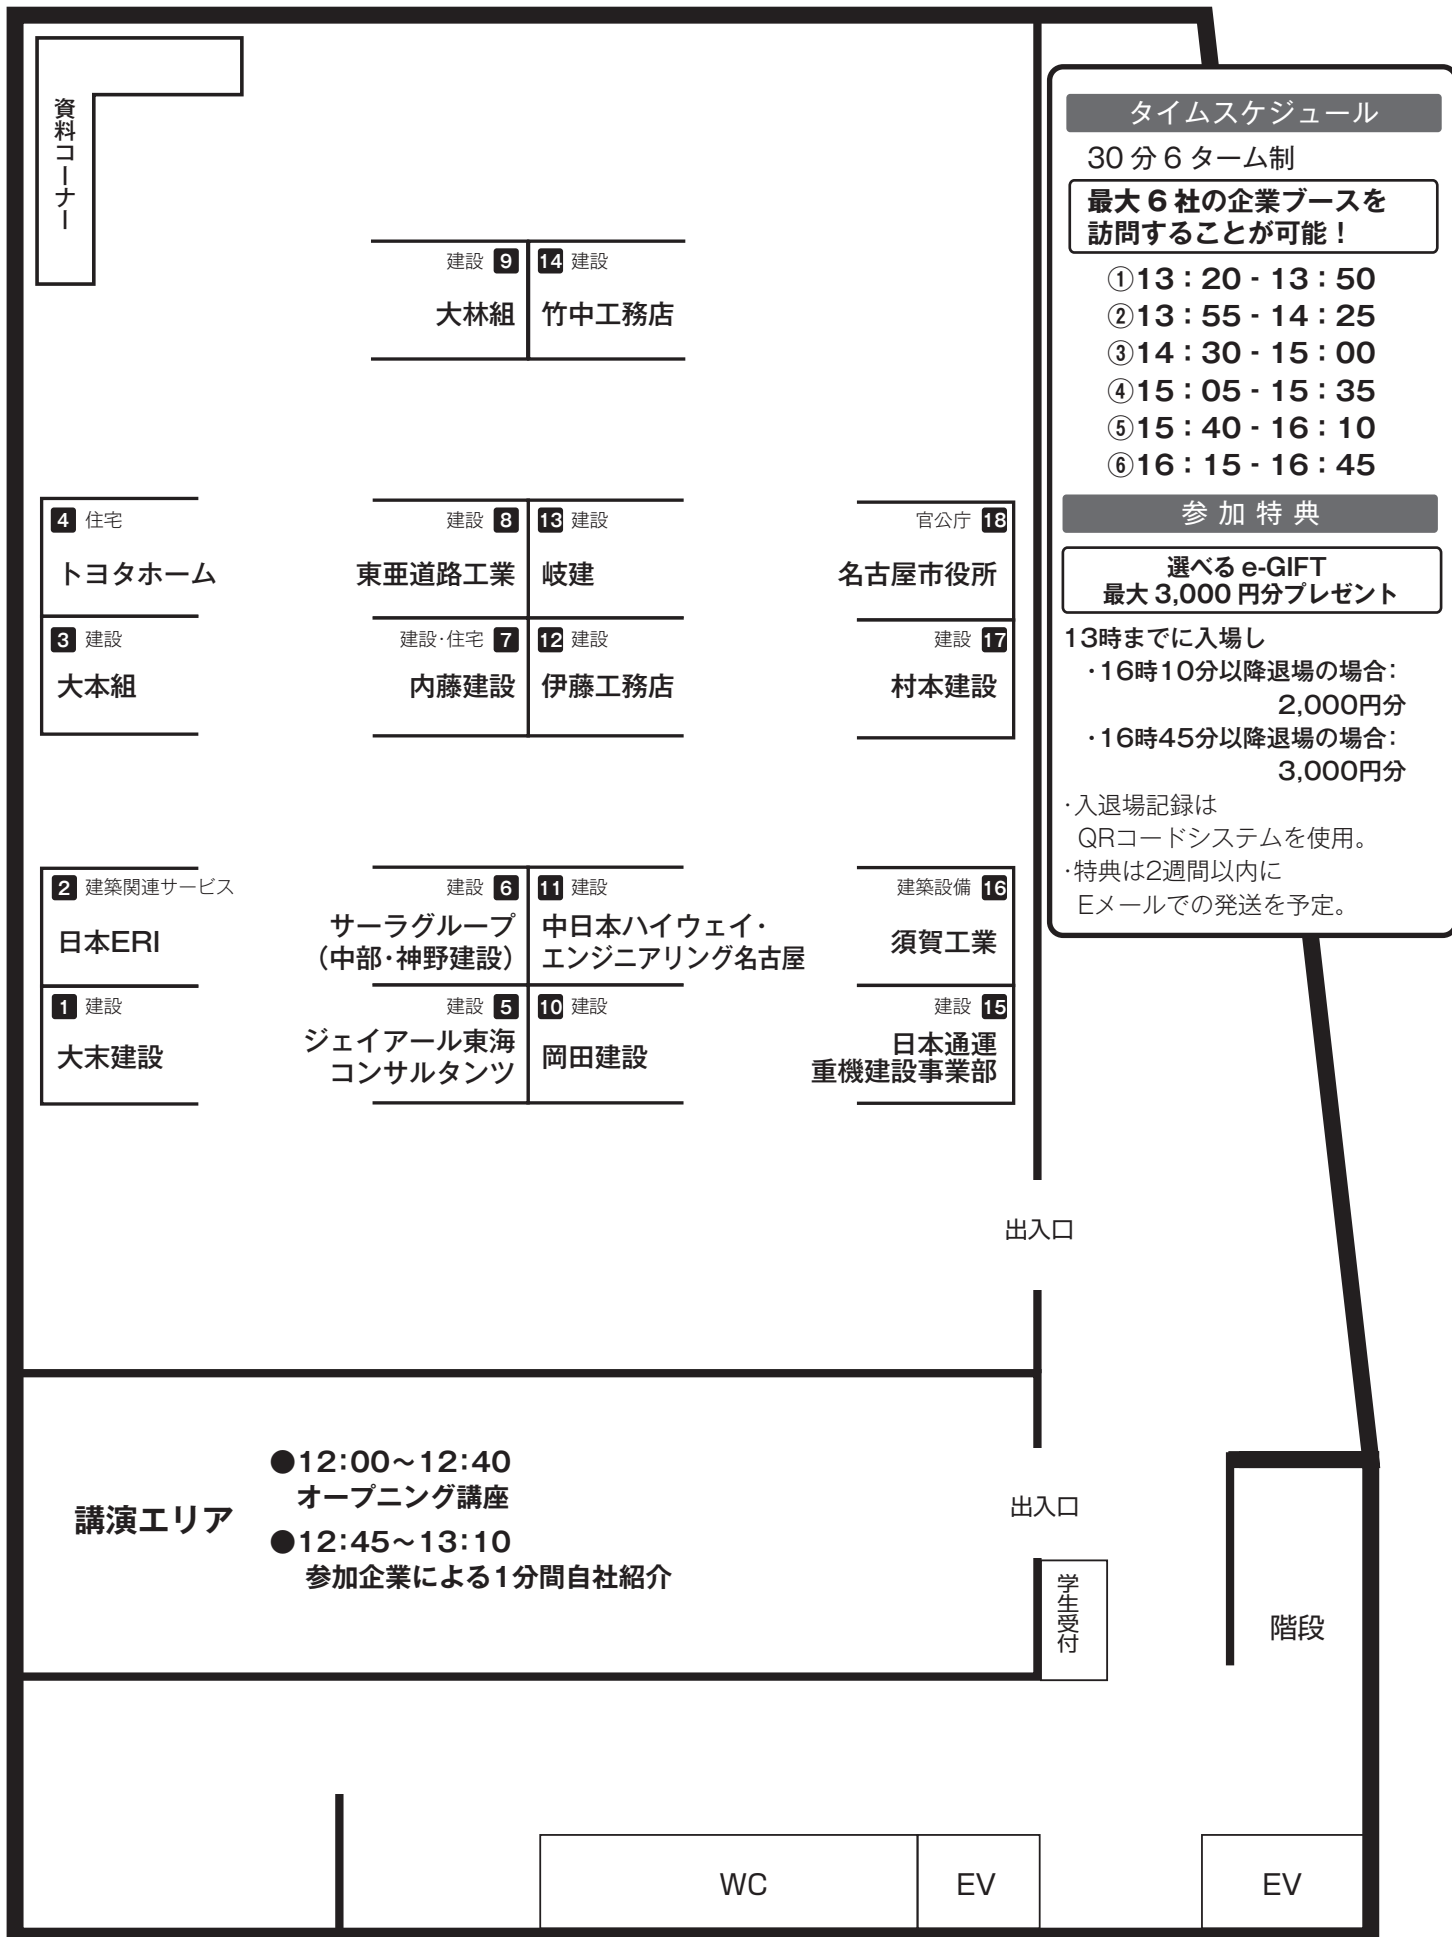 資料コーナー
建設 9
大林組
14 建設
竹中工務店
4 住宅
トヨタホーム
建設 8
東亜道路工業
13 建設
岐建
官公庁 18
名古屋市役所
3 建設
大本組
建設・住宅 7
内藤建設
12 建設
伊藤工務店
建設 17
村本建設
2 建築関連サービス
日本ERI
建設 6
サーラグループ
（中部・神野建設）
11 建設
中日本ハイウェイ・
エンジニアリング名古屋
建築設備 16
須賀工業
1 建設
大末建設
建設 5
ジェイアール東海
コンサルタンツ
10 建設
岡田建設
建設 15
日本通運
重機建設事業部
タイムスケジュール
30 分 6 ターム制
最大 6 社の企業ブースを
訪問することが可能！
①13：20 - 13：50
②13：55 - 14：25
③14：30 - 15：00
④15：05 - 15：35
⑤15：40 - 16：10
⑥16：15 - 16：45
参加特典
選べる e-GIFT
最大 3,000 円分プレゼント
13時までに入場し
・16時10分以降退場の場合：
2,000円分
・16時45分以降退場の場合：
3,000円分
・入退場記録は
QRコードシステムを使用。
・特典は2週間以内に
Eメールでの発送を予定。
出入口
講演エリア
●12：00～12：40
オープニング講座
●12：45～13：10
参加企業による1分間自社紹介
出入口
学生受付
階段
WC
EV
EV